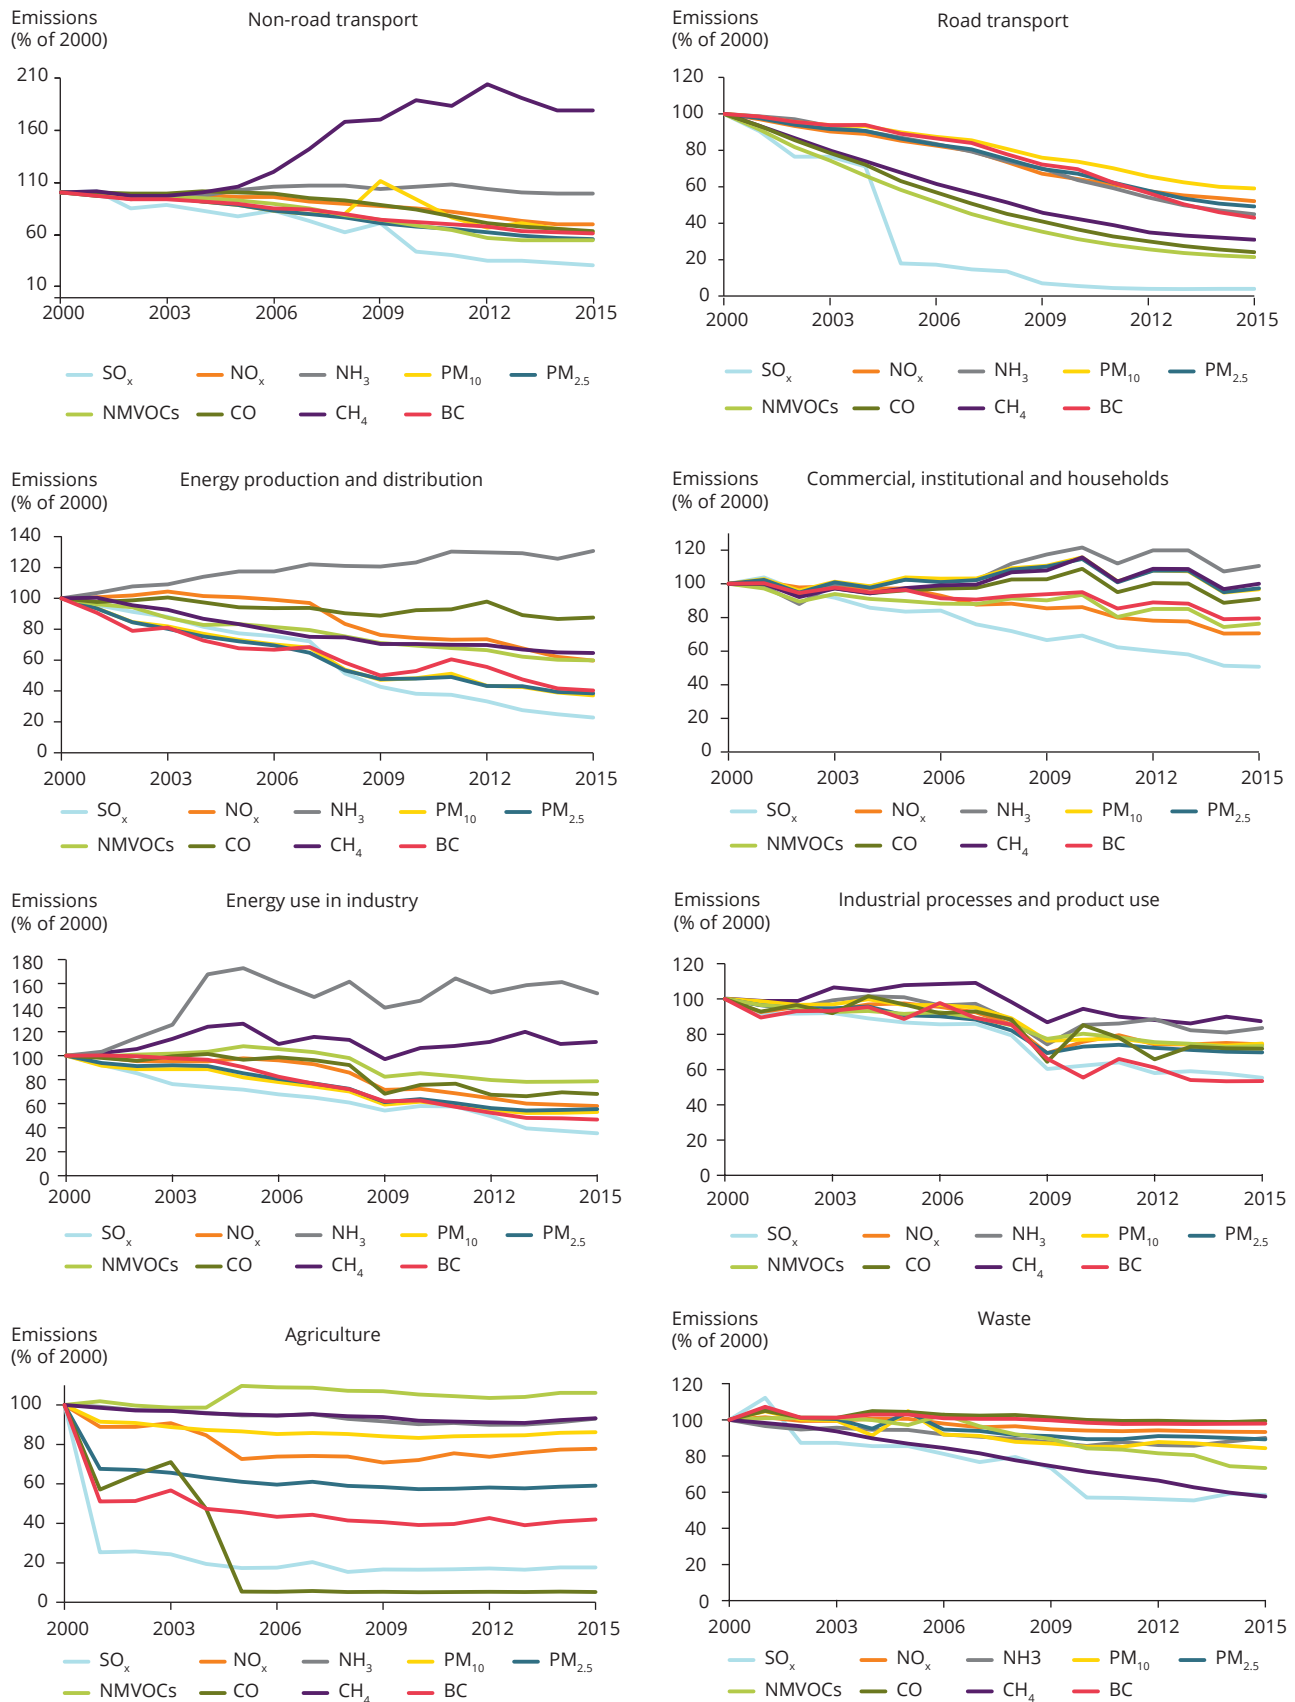 Emissions
(% of 2000)
Non-road transport
210
160
110
60
10
2000 2003 2006 2009 2012 2015
SOx NOx NH3 PM10 PM2.5
NMVOCs CO CH4 BC
Emissions
(% of 2000)
Road transport
120
100
80
60
40
20
0
2000 2003 2006 2009 2012 2015
SOx NOx NH3 PM10 PM2.5
NMVOCs CO CH4 BC
Emissions
(% of 2000)
Energy production and distribution
140
120
100
80
60
40
20
0
2000 2003 2006 2009 2012 2015
SOx NOx NH3 PM10 PM2.5
NMVOCs CO CH4 BC
Emissions
(% of 2000)
Commercial, institutional and households
120
100
80
60
40
20
0
2000 2003 2006 2009 2012 2015
SOx NOx NH3 PM10 PM2.5
NMVOCs CO CH4 BC
Emissions
(% of 2000)
Energy use in industry
180
160
140
120
100
80
60
40
20
0
2000 2003 2006 2009 2012 2015
SOx NOx NH3 PM10 PM2.5
NMVOCs CO CH4 BC
Emissions
(% of 2000)
Industrial processes and product use
120
100
80
60
40
20
0
2000 2003 2006 2009 2012 2015
SOx NOx NH3 PM10 PM2.5
NMVOCs CO CH4 BC
Emissions
(% of 2000)
Agriculture
100
80
60
40
20
0
2000 2003 2006 2009 2012 2015
SOx NOx NH3 PM10 PM2.5
NMVOCs CO CH4 BC
Emissions
(% of 2000)
Waste
120
100
80
60
40
20
0
2000 2003 2006 2009 2012 2015
SOx NOx NH3 PM10 PM2.5
NMVOCs CO CH4 BC